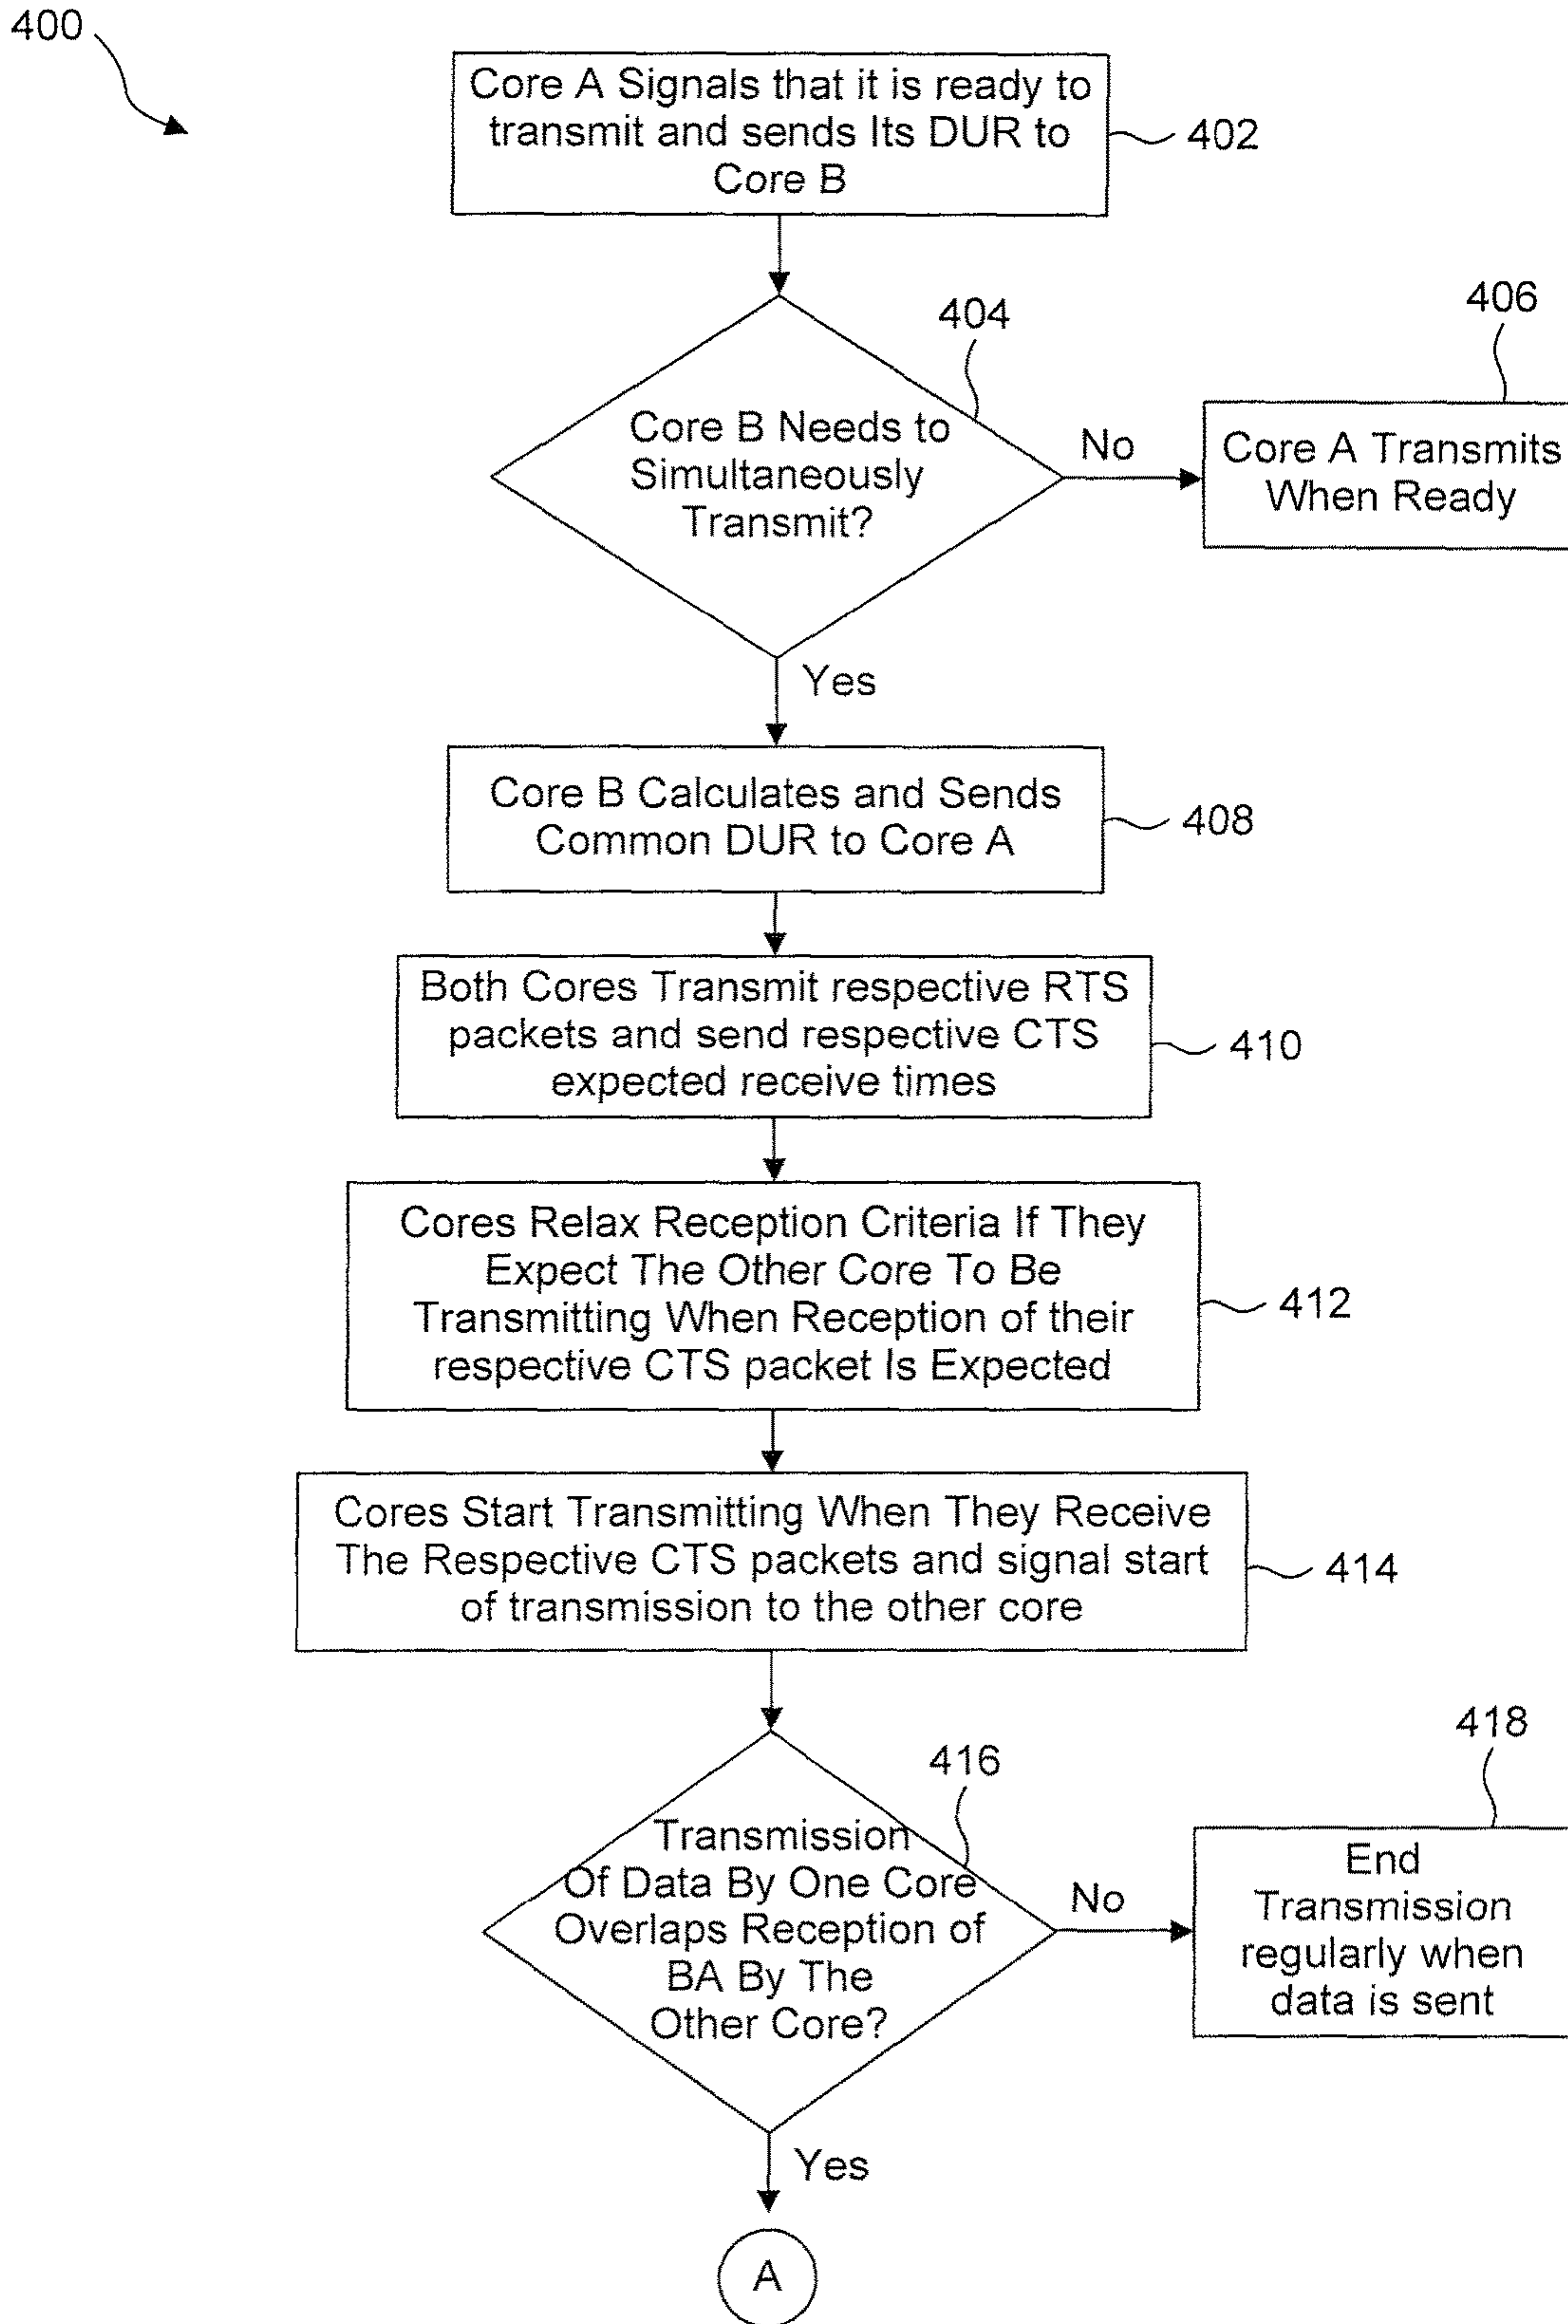 400
Core A Signals that it is ready to
transmit and sends Its DUR to
Core B
402
404
Core B Needs to
Simultaneously
Transmit?
No
406
Core A Transmits
When Ready
Yes
Core B Calculates and Sends
Common DUR to Core A
408
Both Cores Transmit respective RTS
packets and send respective CTS
expected receive times
410
Cores Relax Reception Criteria If They
Expect The Other Core To Be
Transmitting When Reception of their
respective CTS packet Is Expected
412
Cores Start Transmitting When They Receive
The Respective CTS packets and signal start
of transmission to the other core
414
416
Transmission
Of Data By One Core
Overlaps Reception of
BA By The
Other Core?
No
418
End
Transmission
regularly when
data is sent
Yes
A